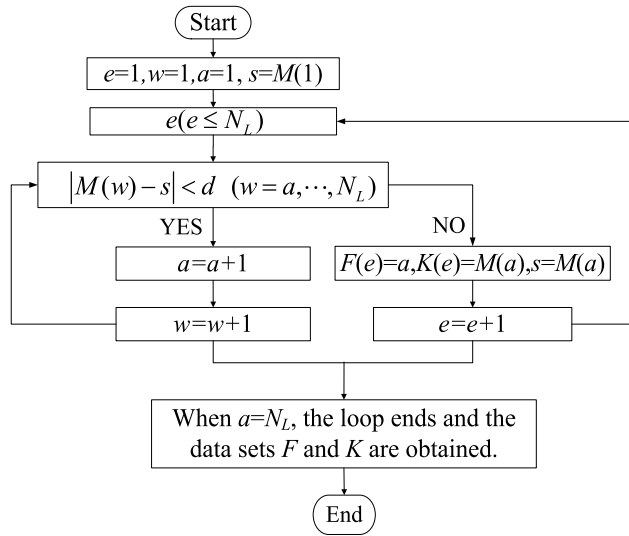 Start
e=1,w=1,a=1, s=M(1)
e(e ≤ N_L)
|M(w)−s|<d (w=a,⋯,N_L)
YES
NO
a=a+1
F(e)=a,K(e)=M(a),s=M(a)
w=w+1
e=e+1
When a=N_L, the loop ends and the
data sets F and K are obtained.
End